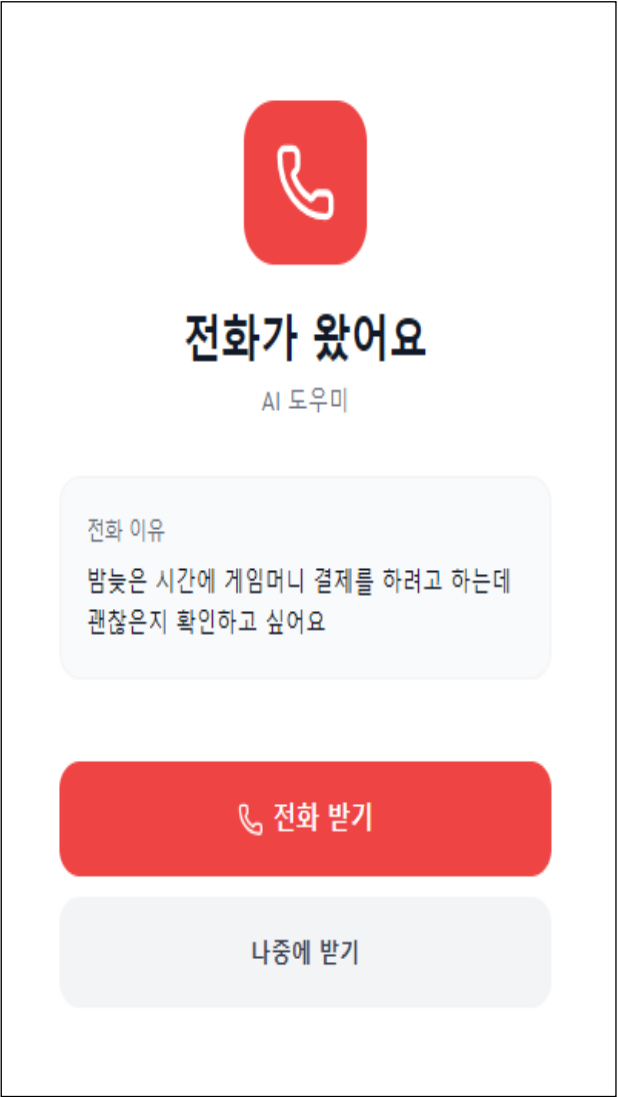 전화가 왔어요
AI 도우미
전화 이유
밤늦은 시간에 게임머니 결제를 하려고 하는데
괜찮은지 확인하고 싶어요
전화 받기
나중에 받기